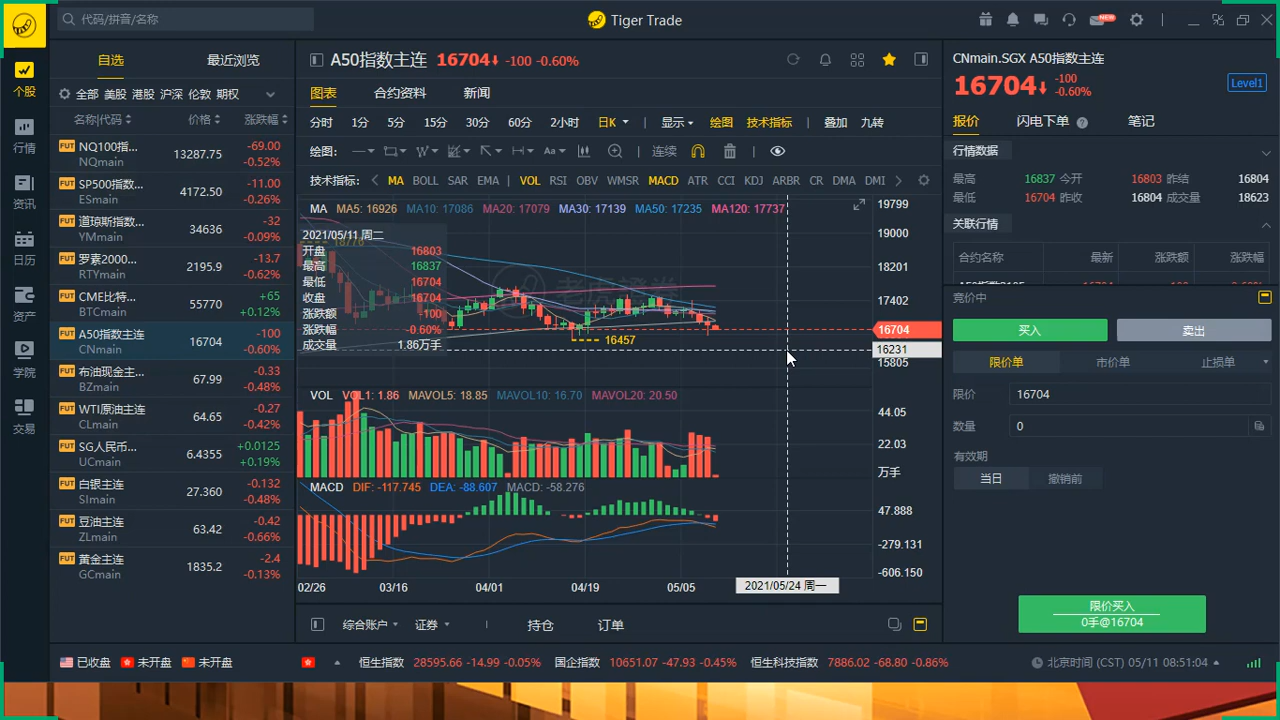 代码/拼音/名称
Tiger Trade
NEW
个股
行情
资讯
日历
资产
学院
交易
自选 最近浏览
全部 美股 港股 沪深 伦敦 期权
名称|代码 价格 涨跌幅
FUT NQ100指... 13287.75 -69.00
NQmain -0.52%
FUT SP500指数... 4172.50 -11.00
ESmain -0.26%
FUT 道琼斯指数... 34636 -32
YMmain -0.09%
FUT 罗素2000... 2195.9 -13.7
RTYmain -0.62%
FUT CME比特... 55770 +65
BTCmain +0.12%
FUT A50指数主连 16704 -100
CNmain -0.60%
FUT 布油现金主... 67.99 -0.33
BZmain -0.48%
FUT WTI原油主连 64.65 -0.27
CLmain -0.42%
FUT SG人民币... 6.4355 +0.0125
UCmain +0.19%
FUT 白银主连 27.360 -0.132
SImain -0.48%
FUT 豆油主连 63.42 -0.42
ZLmain -0.66%
FUT 黄金主连 1835.2 -2.4
GCmain -0.13%
A50指数主连 16704 -100 -0.60%
图表 合约资料 新闻
分时 1分 5分 15分 30分 60分 2小时 日K 显示 绘图 技术指标 叠加 九转
绘图: W Aa 连续
技术指标: MA BOLL SAR EMA VOL RSI OBV WMSR MACD ATR CCI KDJ ARBR CR DMA DMI
MA MA5: 16926 MA10: 17086 MA20: 17079 MA30: 17139 MA50: 17235 MA120: 17737
2021/05/11 周二
开盘 16803
最高 16837
最低 16704
收盘 16704
涨跌额 -100
涨跌幅 -0.60%
成交量 1.86万手
老虎证券
16457
19799
19000
18201
17402
16704
16231
15805
VOL VOL1: 1.86 MAVOL5: 18.85 MAVOL10: 16.70 MAVOL20: 20.50
44.05
22.03
万手
MACD DIF: -117.745 DEA: -88.607 MACD: -58.276
47.888
-279.131
-606.150
02/26 03/16 04/01 04/19 05/05 2021/05/24 周一
综合账户 证券 持仓 订单
CNmain.SGX A50指数主连
16704 -100
-0.60%
Level1
报价 闪电下单 笔记
行情数据
最高 16837 今开 16803 昨结 16804
最低 16704 昨收 16804 成交量 18623
关联行情
合约名称 最新 涨跌额 涨跌幅
竞价中
买入 卖出
限价单 市价单 止损单
限价 16704
数量 0
有效期
当日 撤销前
限价买入
0手@16704
已收盘 未开盘 未开盘 恒生指数 28595.66 -14.99 -0.05% 国企指数 10651.07 -47.93 -0.45% 恒生科技指数 7886.02 -68.80 -0.86% 北京时间 (CST) 05/11 08:51:04